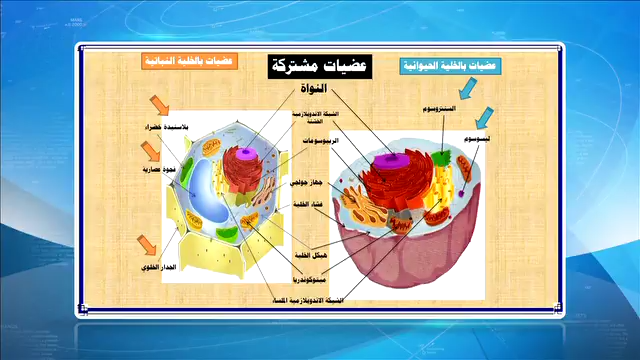 عضيات بالخلية النباتية
عضيات مشتركة
عضيات بالخلية الحيوانية
النواة
السنتروسوم
ليسوسوم
الشبكة الاندوبلازمية
الخشنة
الريبوسومات
جهاز جولجي
غشاء الخلية
هيكل الخلية
ميتوكوندريا
الشبكة الاندوبلازمية الملساء
بلاستيدة خضراء
فجوة عصارية
الجدار الخلوي